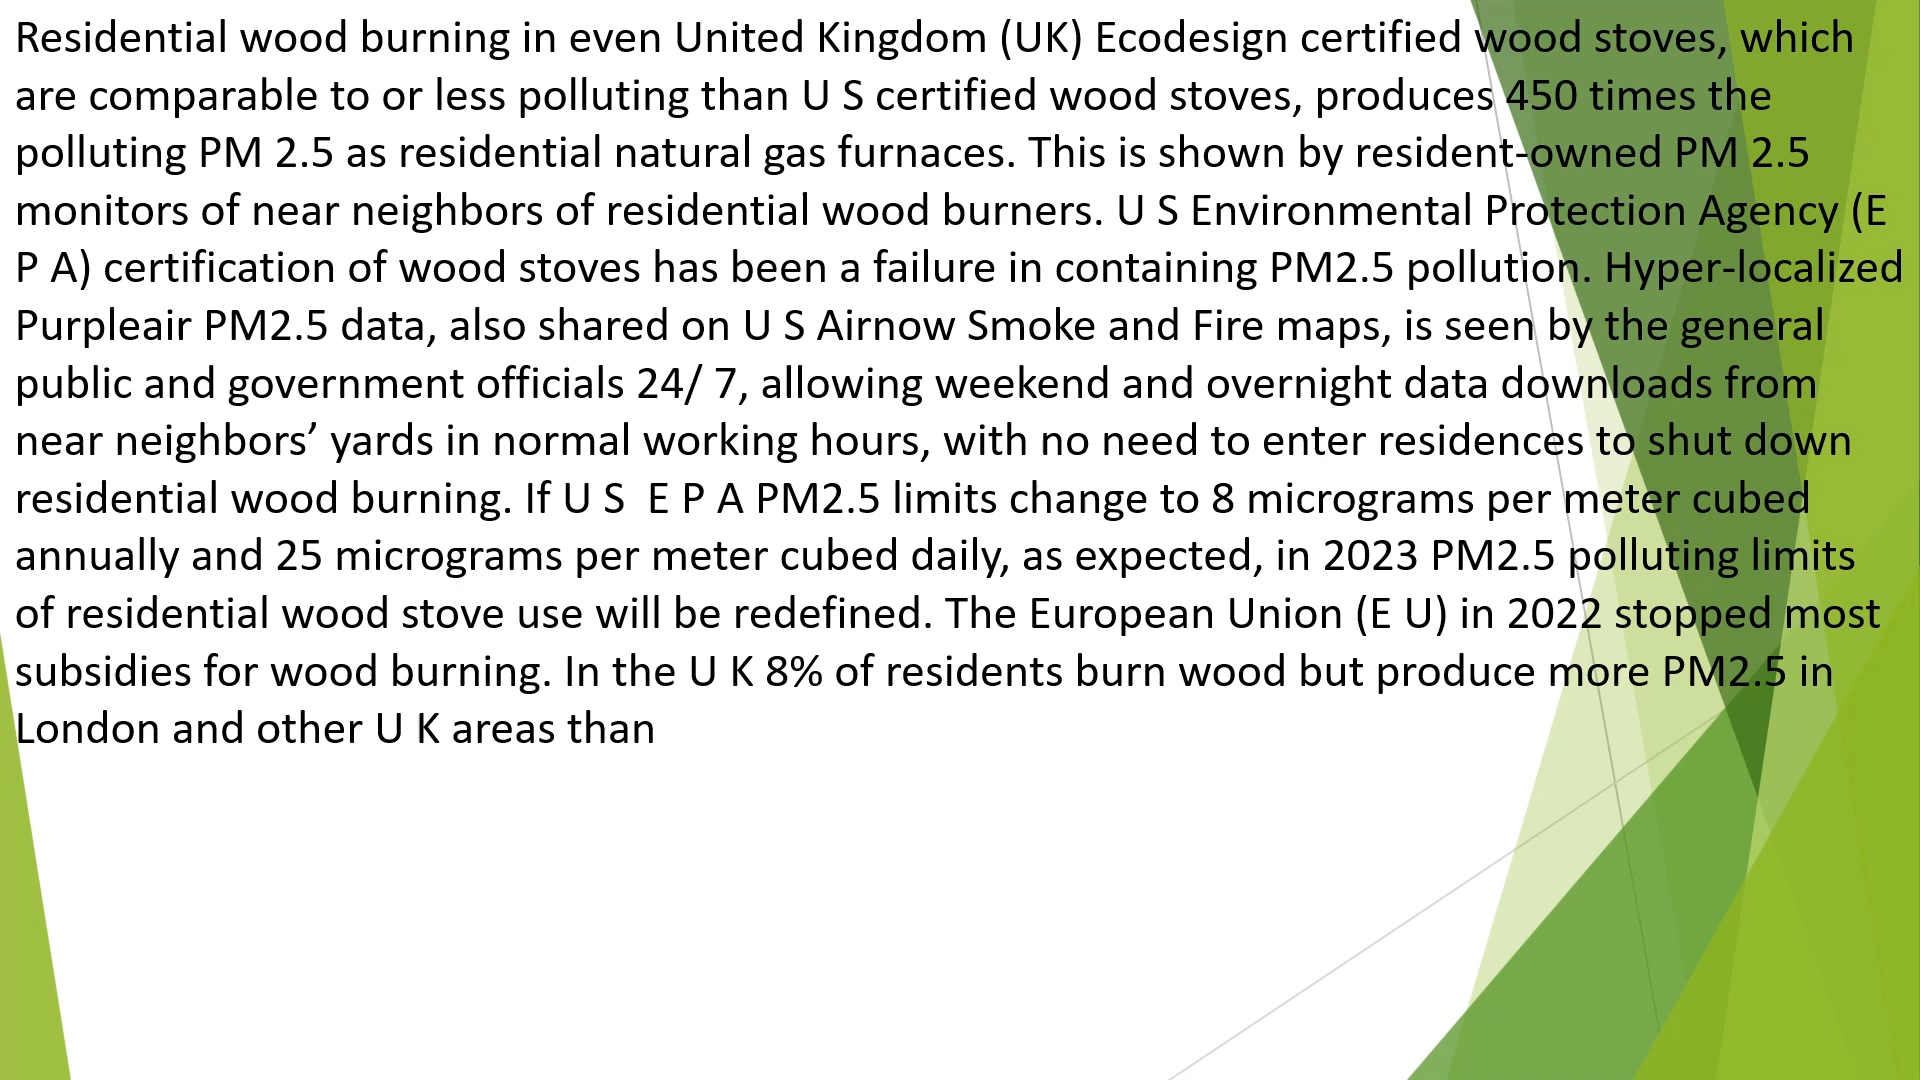 Residential wood burning in even United Kingdom (UK) Ecodesign certified wood stoves, which
are comparable to or less polluting than U S certified wood stoves, produces 450 times the
polluting PM 2.5 as residential natural gas furnaces. This is shown by resident-owned PM 2.5
monitors of near neighbors of residential wood burners. U S Environmental Protection Agency (E
P A) certification of wood stoves has been a failure in containing PM2.5 pollution. Hyper-localized
Purpleair PM2.5 data, also shared on U S Airnow Smoke and Fire maps, is seen by the general
public and government officials 24/ 7, allowing weekend and overnight data downloads from
near neighbors’ yards in normal working hours, with no need to enter residences to shut down
residential wood burning. If U S  E P A PM2.5 limits change to 8 micrograms per meter cubed
annually and 25 micrograms per meter cubed daily, as expected, in 2023 PM2.5 polluting limits
of residential wood stove use will be redefined. The European Union (E U) in 2022 stopped most
subsidies for wood burning. In the U K 8% of residents burn wood but produce more PM2.5 in
London and other U K areas than